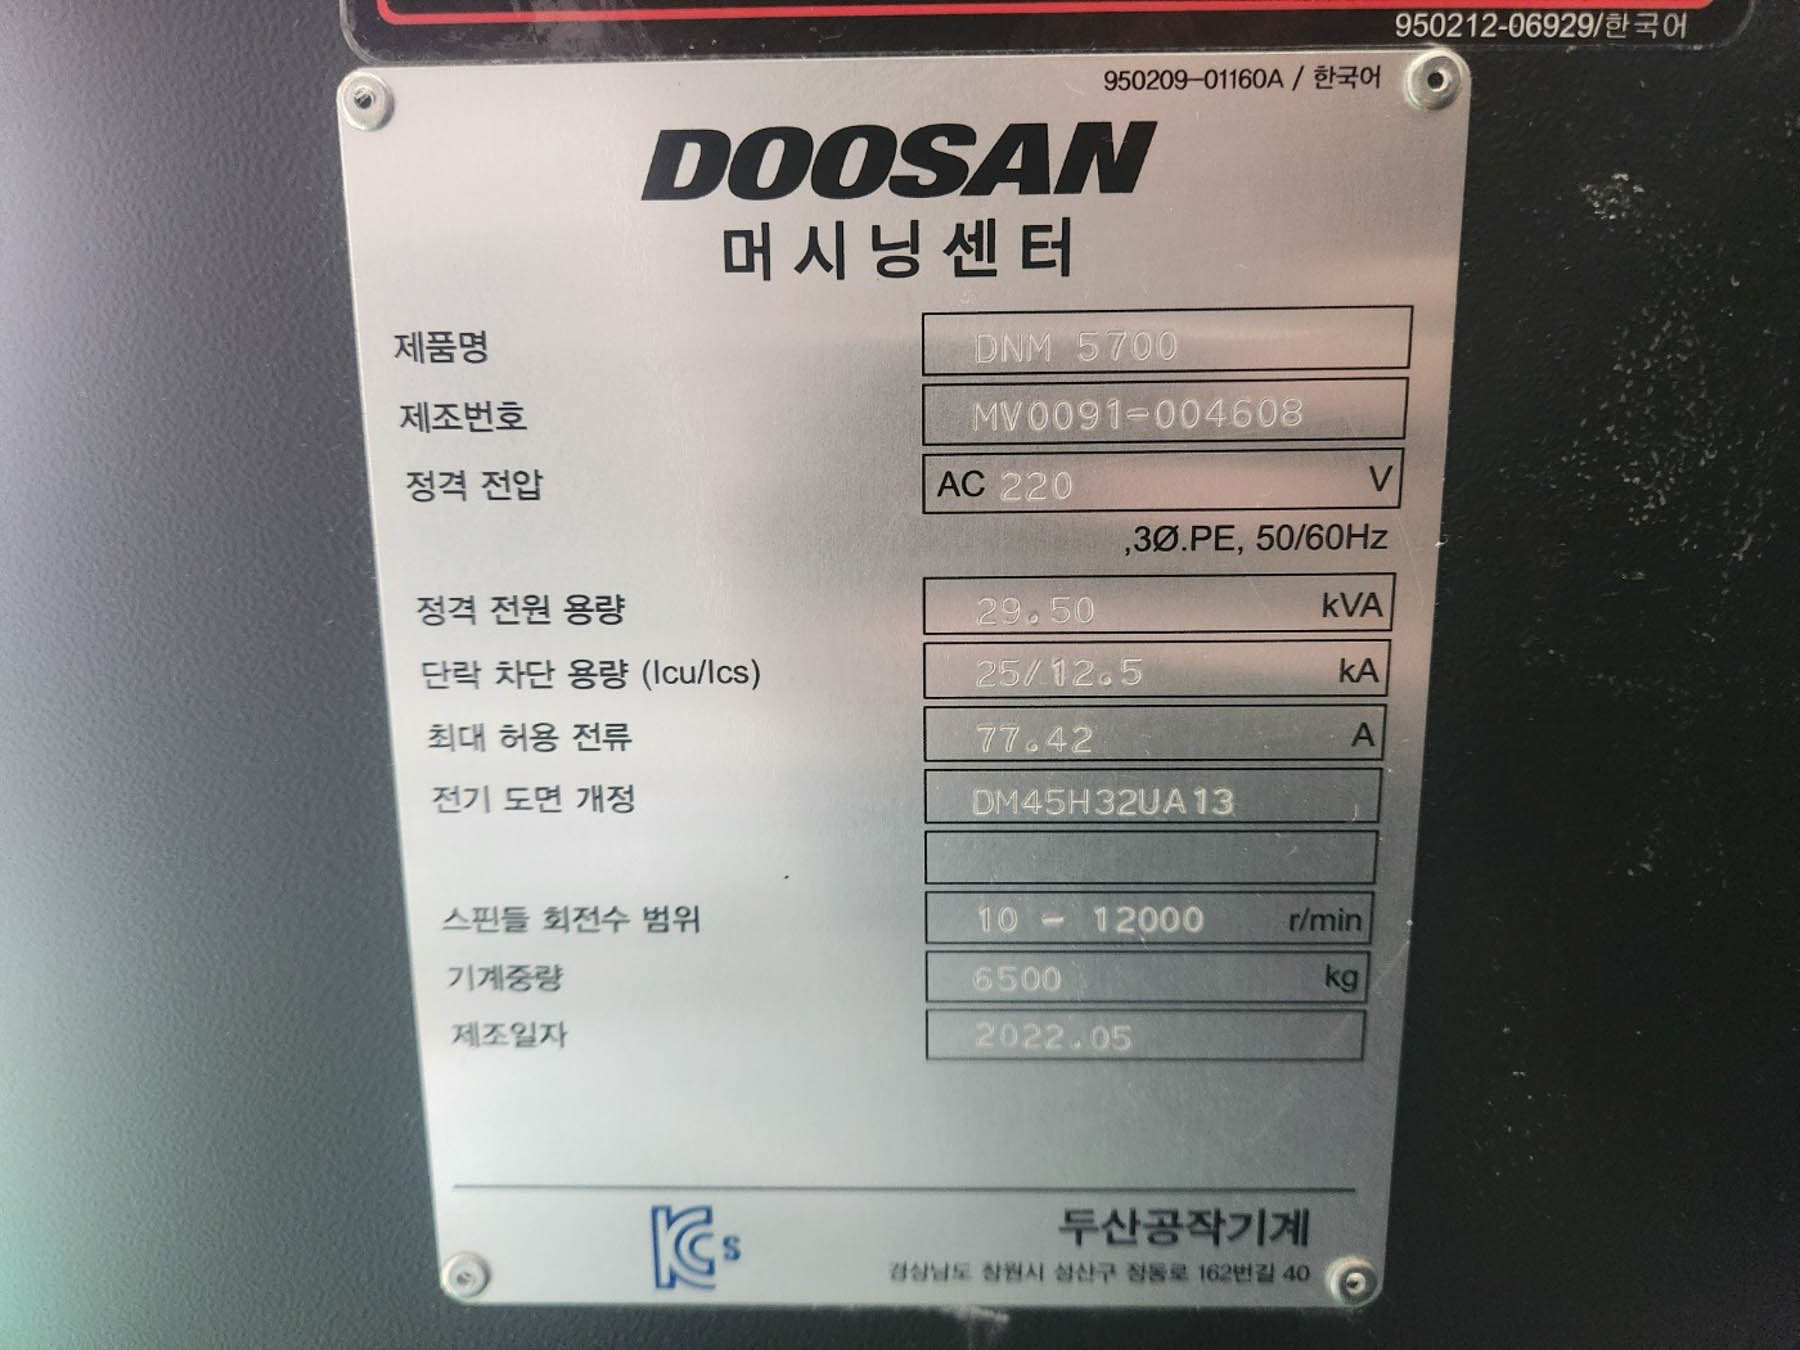 950212-06929/한국어
950209-01160A / 한국어
DOOSAN
머시닝센터
제품명 DNM 5700
제조번호 MV0091-004608
정격 전압 AC 220 V
,3Ø.PE, 50/60Hz
정격 전원 용량 29.50 kVA
단락 차단 용량 (Icu/Ics) 25/12.5 kA
최대 허용 전류 77.42 A
전기 도면 개정 DM45H32UA13
스핀들 회전수 범위 10 - 12000 r/min
기계중량 6500 kg
제조일자 2022.05
KCs
두산공작기계
경상남도 창원시 성산구 정동로 162번길 40